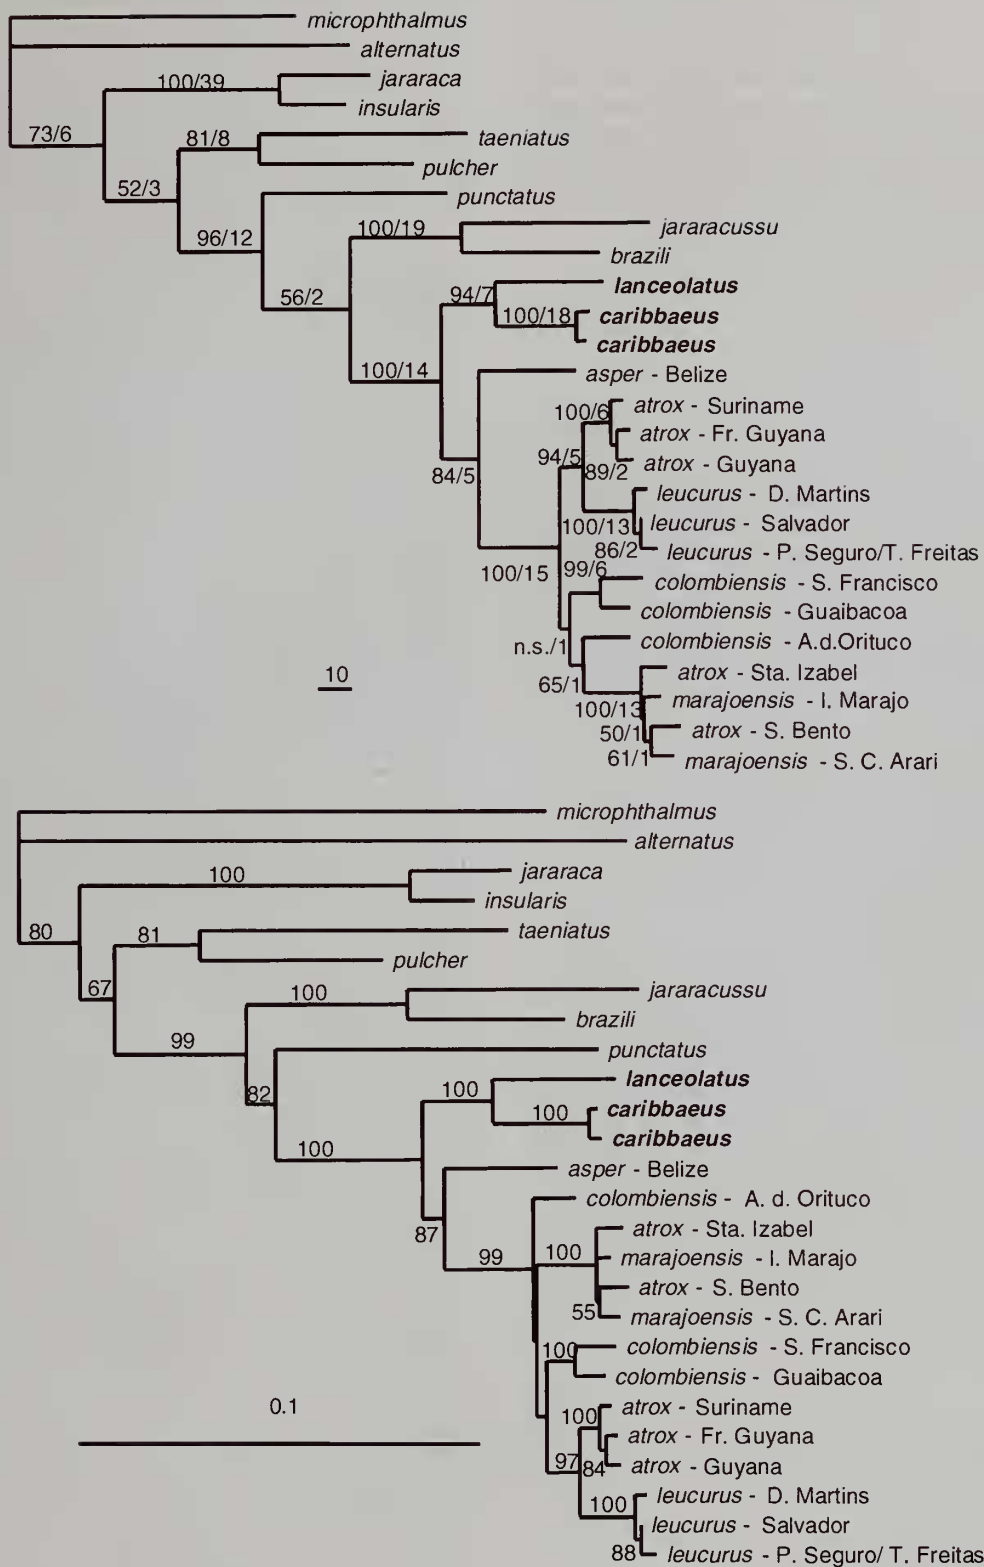 microphthalmus
alternatus
100/39
jararaca
insularis
73/6
81/8
taeniatus
pulcher
52/3
punctatus
96/12
100/19
jararacussu
brazili
56/2
94/7
lanceolatus
100/18
caribbaeus
caribbaeus
100/14
asper - Belize
100/6
atrox - Suriname
atrox - Fr. Guyana
94/5
89/2
atrox - Guyana
84/5
leucurus - D. Martins
100/13
leucurus - Salvador
86/2
leucurus - P. Seguro/T. Freitas
100/15
99/6
colombiensis - S. Francisco
colombiensis - Guaibacoa
n.s./1
colombiensis - A.d.Orituco
10
65/1
atrox - Sta. Izabel
100/13
marajoensis - I. Marajo
50/1
atrox - S. Bento
61/1
marajoensis - S. C. Arari
microphthalmus
alternatus
100
jararaca
insularis
80
81
taeniatus
pulcher
67
100
jararacussu
brazili
99
punctatus
82
100
lanceolatus
100
caribbaeus
caribbaeus
100
asper - Belize
colombiensis - A. d. Orituco
87
atrox - Sta. Izabel
99
100
marajoensis - I. Marajo
atrox - S. Bento
55
marajoensis - S. C. Arari
100
colombiensis - S. Francisco
colombiensis - Guaibacoa
0.1
100
atrox - Suriname
atrox - Fr. Guyana
97
84
atrox - Guyana
100
leucurus - D. Martins
leucurus - Salvador
88
leucurus - P. Seguro/ T. Freitas